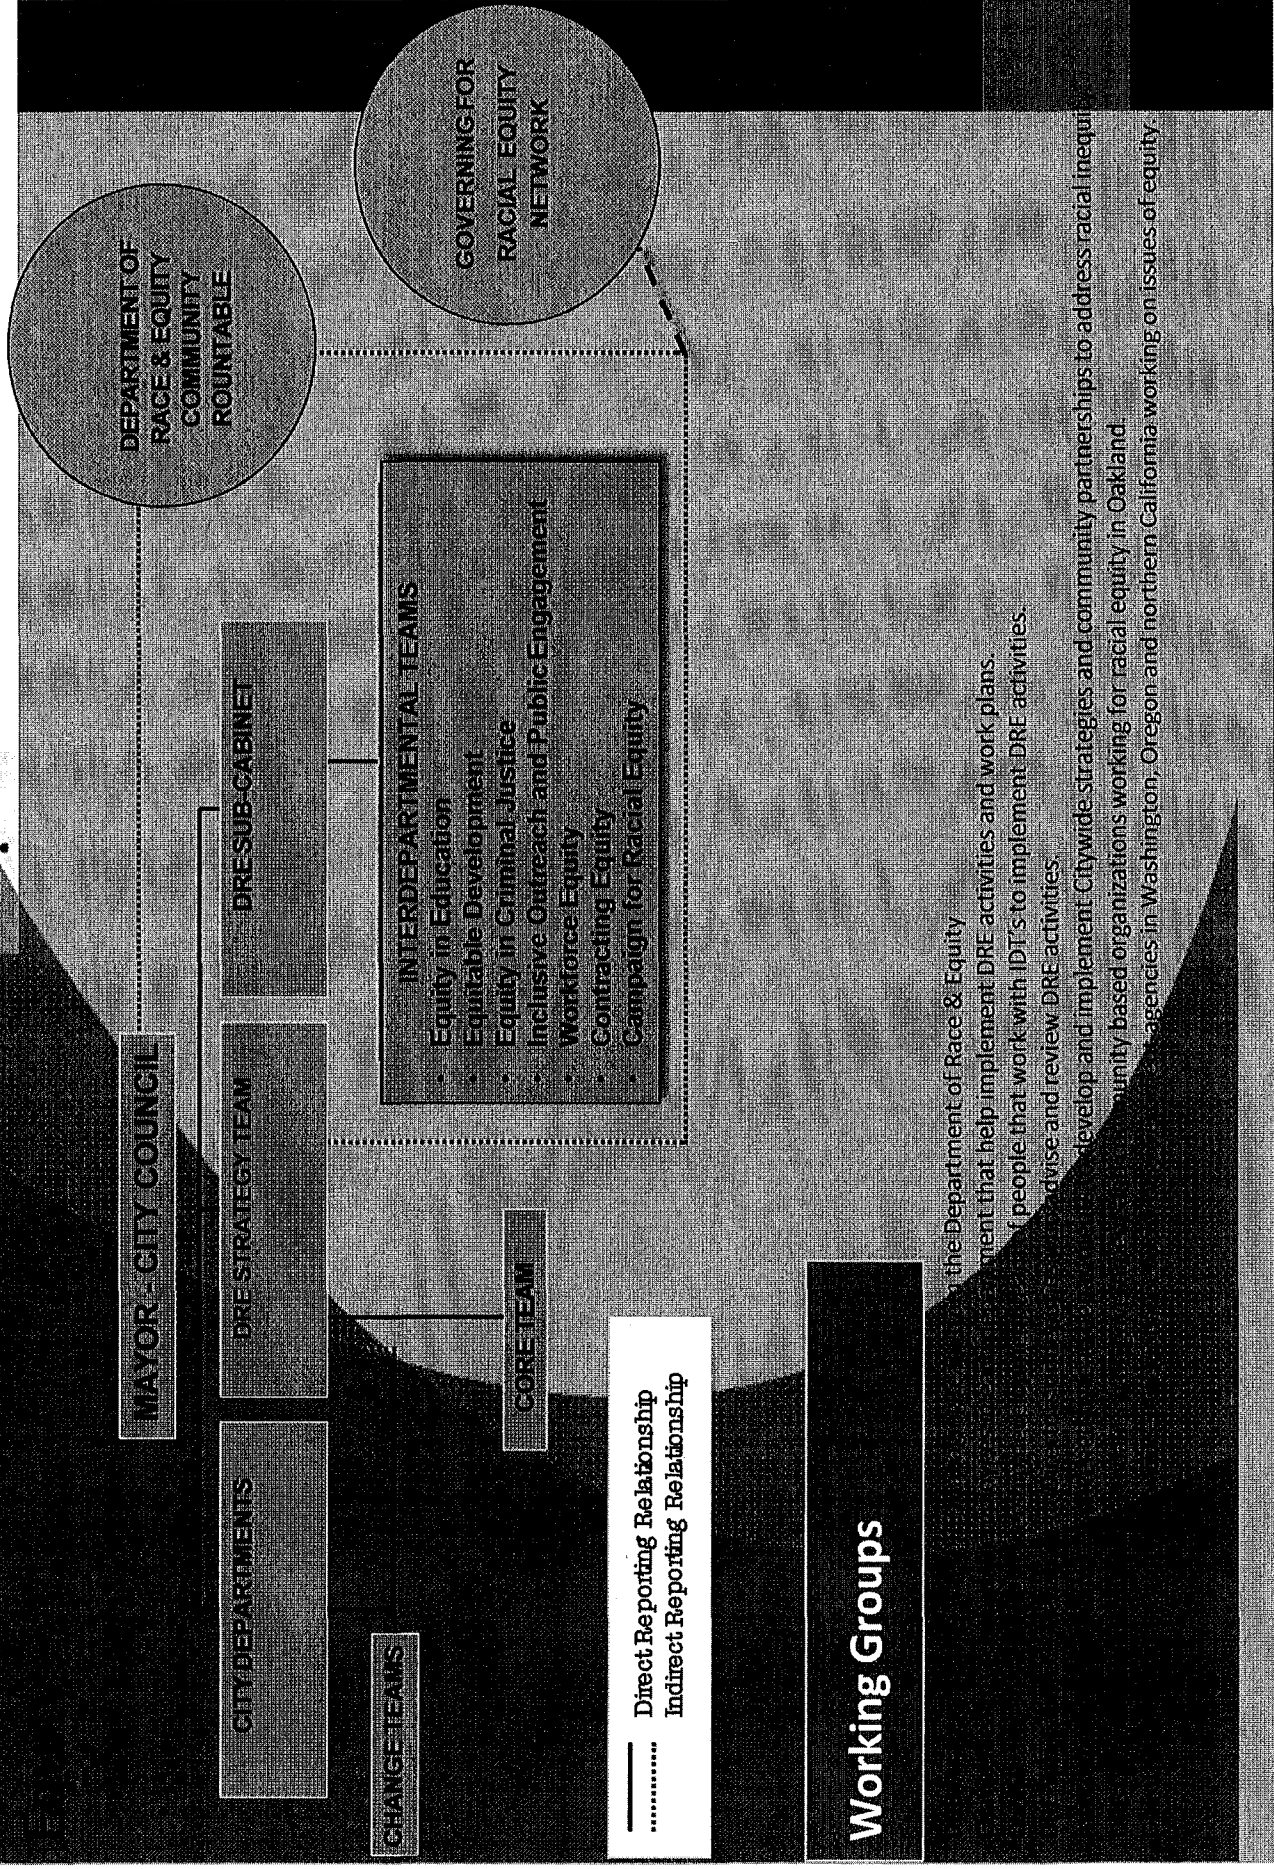 MAYOR - CITY COUNCIL
DEPARTMENT OF
RACE & EQUITY
COMMUNITY
ROUNTABLE
CITY DEPARTMENTS
DRE STRATEGY TEAM
DRE SUB-CABINET
GOVERNING FOR
RACIAL EQUITY
NETWORK
CHANGE TEAMS
CORE TEAM
INTERDEPARTMENTAL TEAMS
• Equity in Education
• Equitable Development
• Equity in Criminal Justice
• Inclusive Outreach and Public Engagement
• Workforce Equity
• Contracting Equity
• Campaign for Racial Equity
Direct Reporting Relationship
Indirect Reporting Relationship
Working Groups
the Department of Race & Equity
ment that help implement DRE activities and work plans.
of people that work with IDT's to implement DRE activities.
advise and review DRE activities
develop and implement Citywide strategies and community partnerships to address racial inequity
munity based organizations working for racial equity in Oakland
agencies in Washington, Oregon and northern California working on issues of equity.